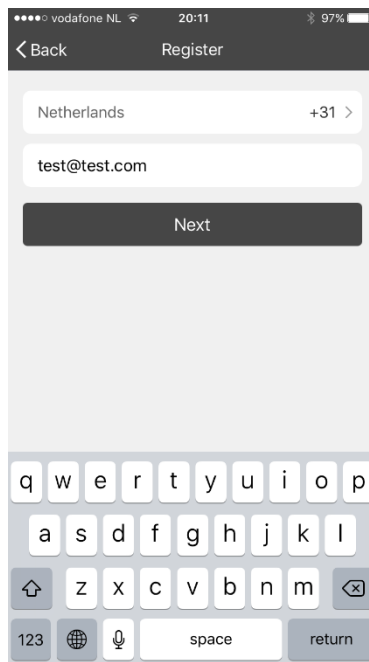 vodafone NL 20:11 97%
Back Register
Netherlands +31
test@test.com
Next
q w e r t y u i o p
a s d f g h j k l
z x c v b n m
123 space return